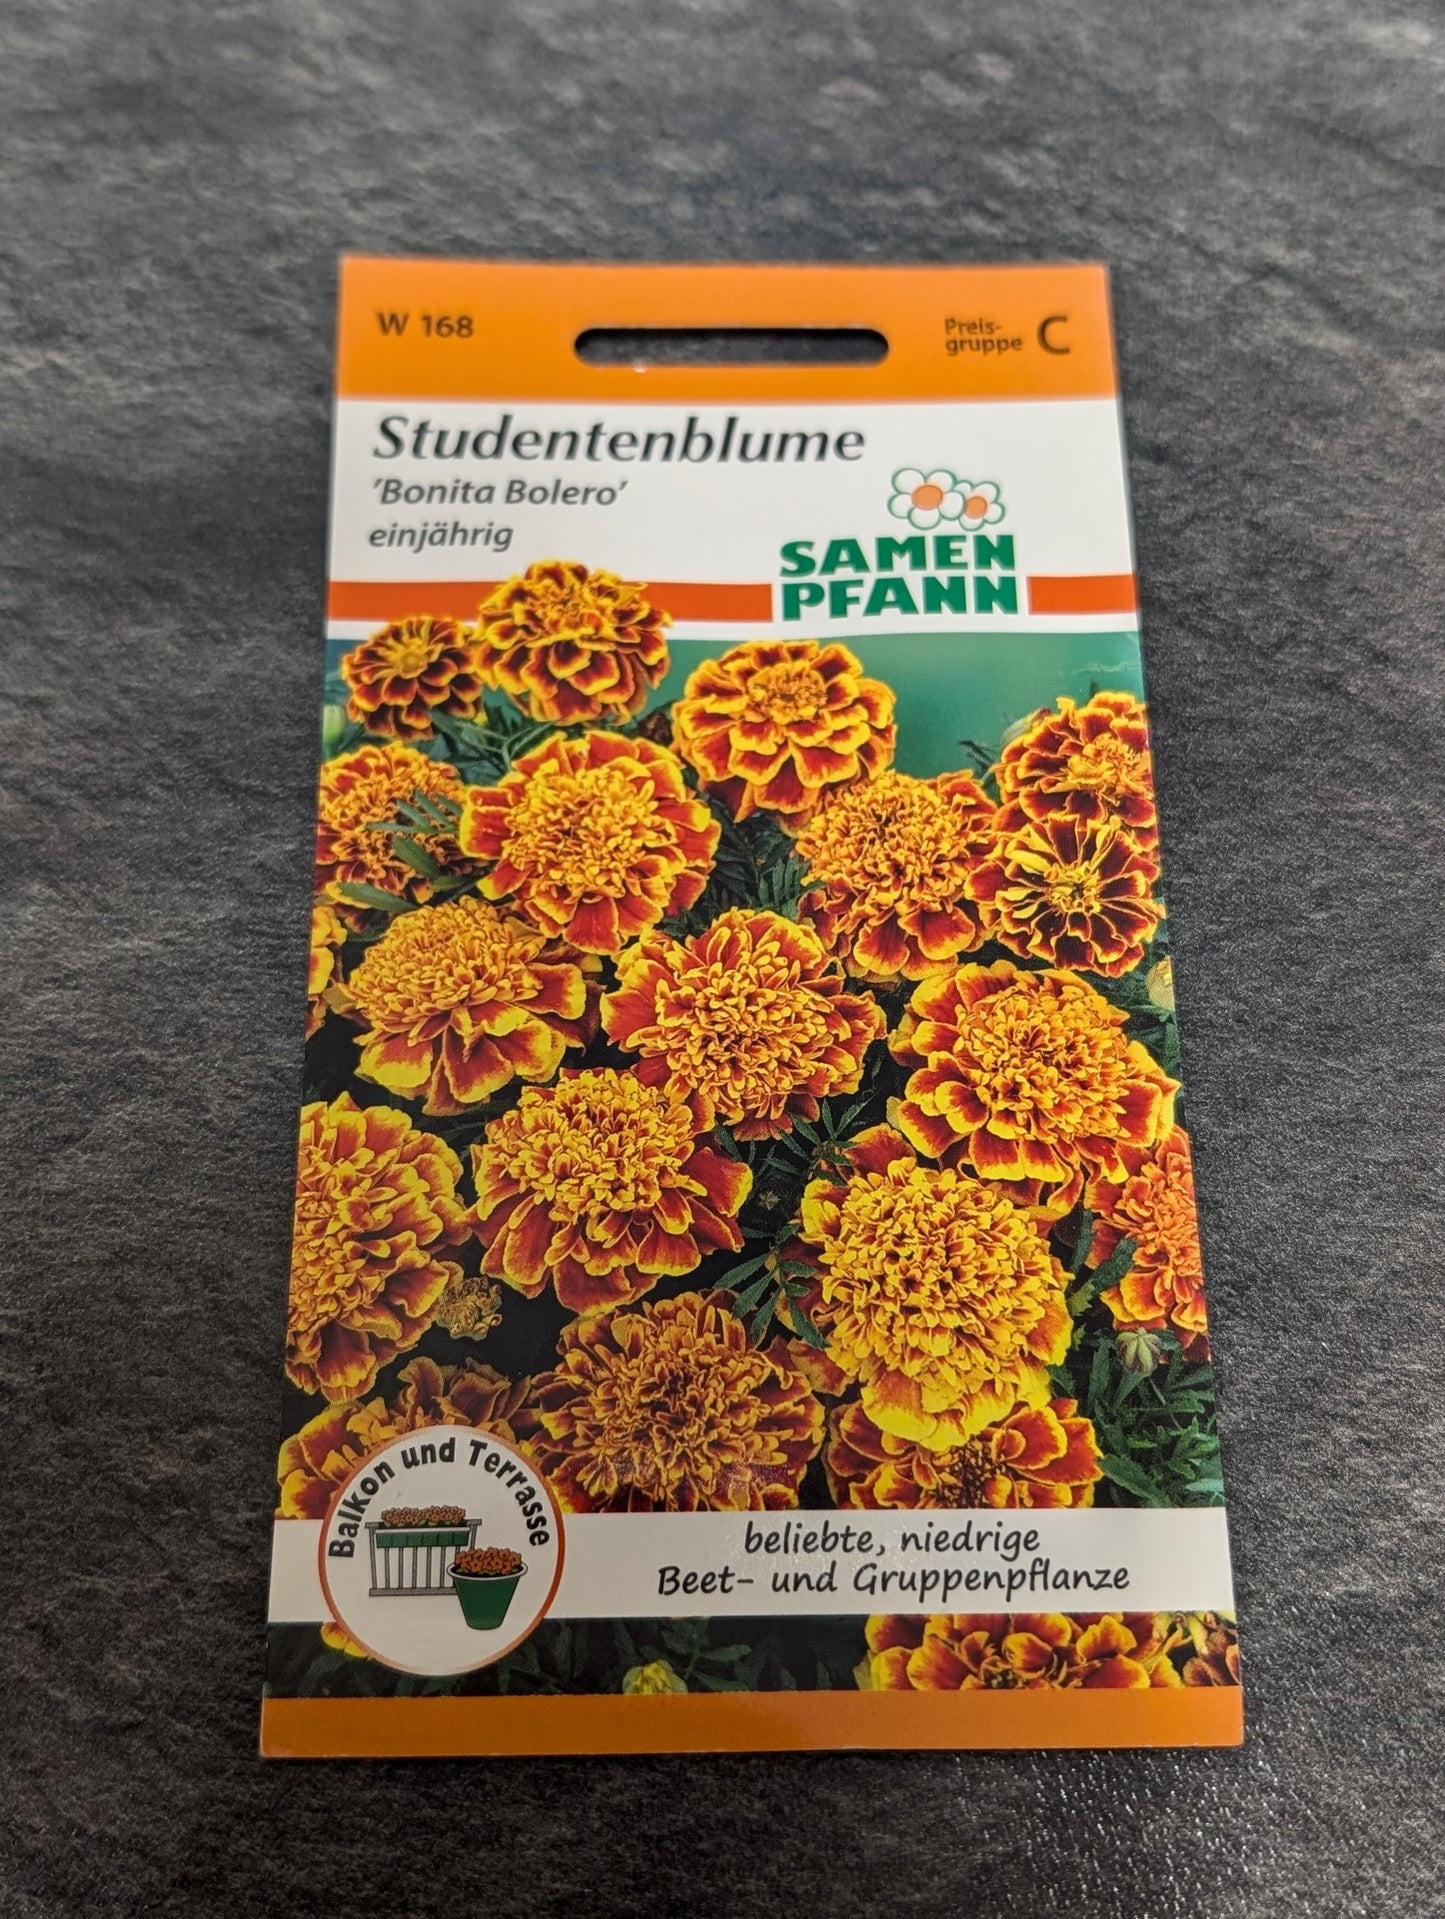 W 168
Preis-
gruppe C
Studentenblume
'Bonita Bolero'
einjährig
SAMEN
PFANN
Balkon und Terrasse
beliebte, niedrige
Beet- und Gruppenpflanze